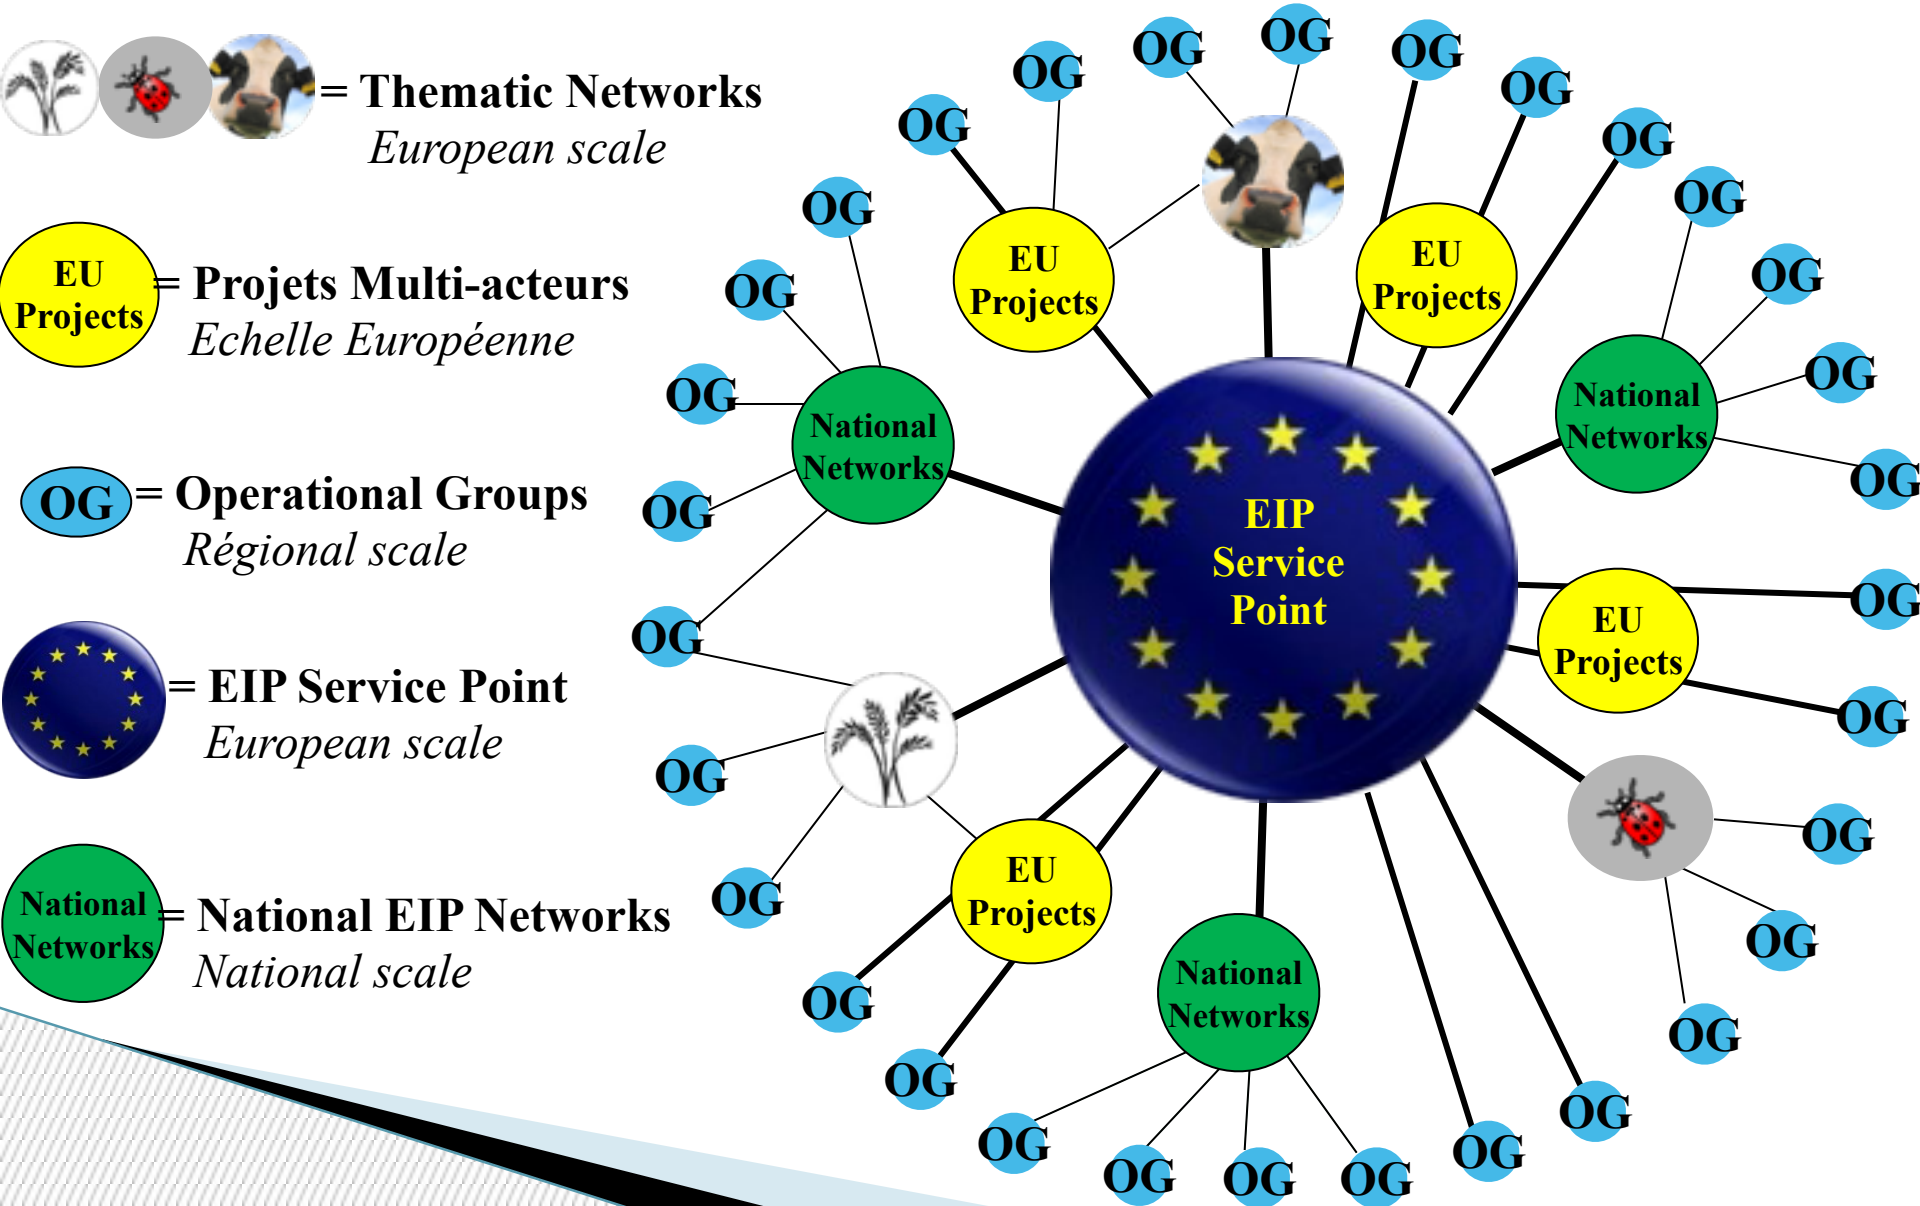 = Thematic Networks
European scale
EU
Projects
= Projets Multi-acteurs
Echelle Européenne
OG
= Operational Groups
Régional scale
= EIP Service Point
European scale
National
Networks
= National EIP Networks
National scale
OG
OG
OG
OG
OG
OG
OG
OG
OG
OG
OG
OG
EU
Projects
EU
Projects
OG
OG
National
Networks
OG
National
Networks
OG
OG
OG
EIP
Service
Point
OG
EU
Projects
OG
OG
OG
OG
EU
Projects
OG
OG
National
Networks
OG
OG
OG
OG
OG
OG
OG
OG